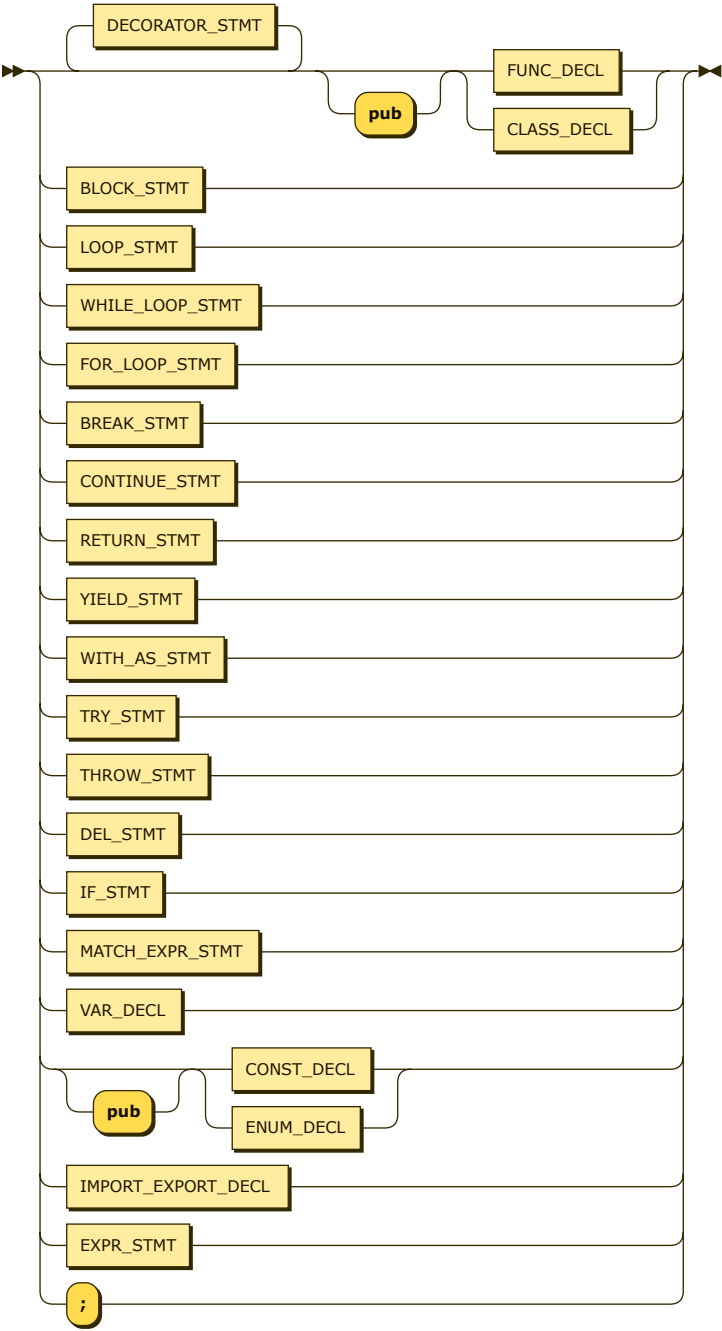 DECORATOR_STMT
FUNC_DECL
pub
CLASS_DECL
BLOCK_STMT
LOOP_STMT
WHILE_LOOP_STMT
FOR_LOOP_STMT
BREAK_STMT
CONTINUE_STMT
RETURN_STMT
YIELD_STMT
WITH_AS_STMT
TRY_STMT
THROW_STMT
DEL_STMT
IF_STMT
MATCH_EXPR_STMT
VAR_DECL
CONST_DECL
pub
ENUM_DECL
IMPORT_EXPORT_DECL
EXPR_STMT
;